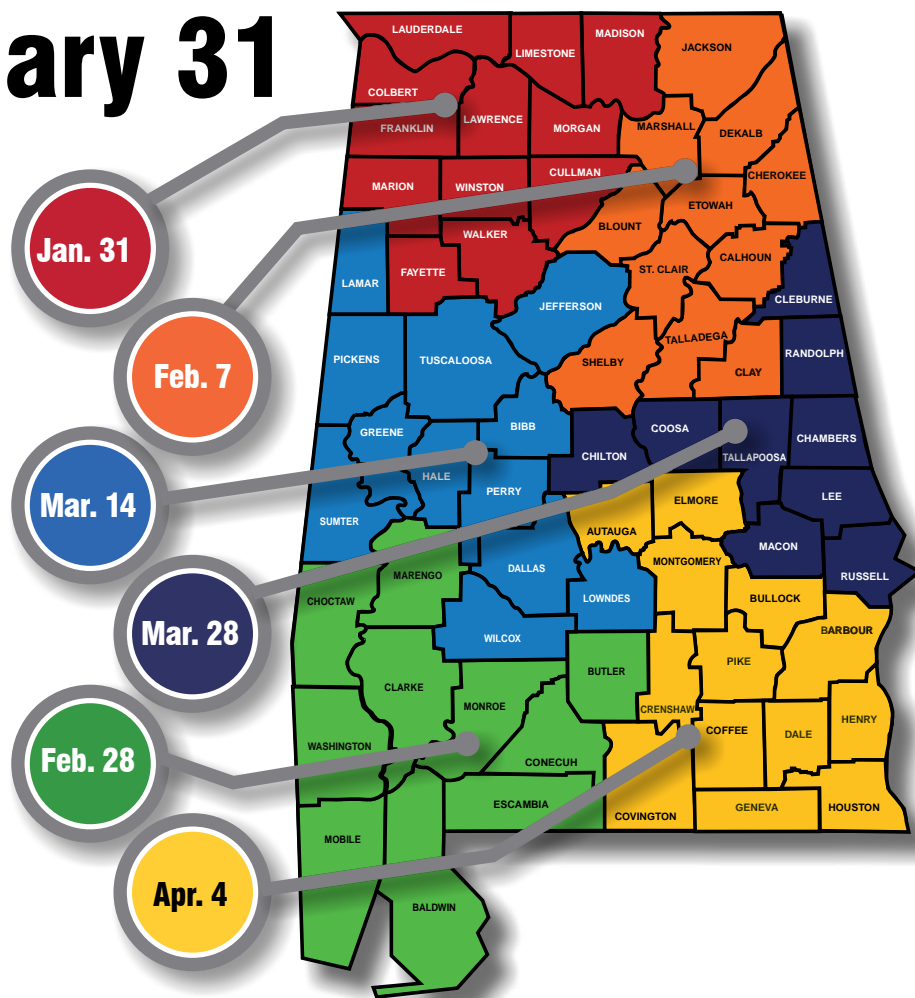 ary 31
LAUDERDALE
LIMESTONE
MADISON
JACKSON
COLBERT
FRANKLIN
LAWRENCE
MORGAN
MARSHALL
DEKALB
CHEROKEE
MARION
WINSTON
CULLMAN
ETOWAH
BLOUNT
WALKER
FAYETTE
LAMAR
ST. CLAIR
CALHOUN
CLEBURNE
JEFFERSON
TALLADEGA
PICKENS
TUSCALOOSA
SHELBY
CLAY
RANDOLPH
GREENE
BIBB
COOSA
CHAMBERS
HALE
CHILTON
TALLAPOOSA
PERRY
LEE
SUMTER
ELMORE
AUTAUGA
MACON
MONTGOMERY
DALLAS
MARENGO
RUSSELL
CHOCTAW
LOWNDES
BULLOCK
WILCOX
BARBOUR
PIKE
BUTLER
CLARKE
MONROE
CRENSHAW
COFFEE
DALE
HENRY
WASHINGTON
CONECUH
ESCAMBIA
COVINGTON
GENEVA
HOUSTON
MOBILE
BALDWIN
Jan. 31
Feb. 7
Mar. 14
Mar. 28
Feb. 28
Apr. 4